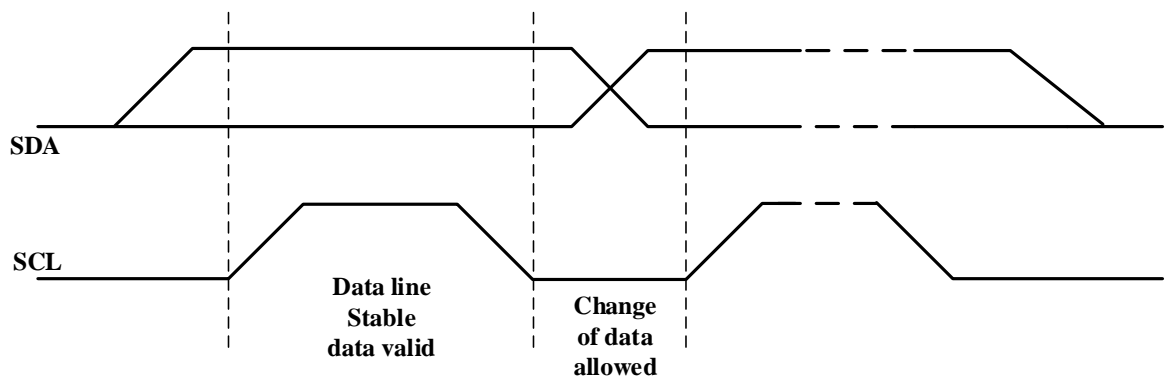 SDA
SCL
Data line
Stable
data valid
Change
of data
allowed